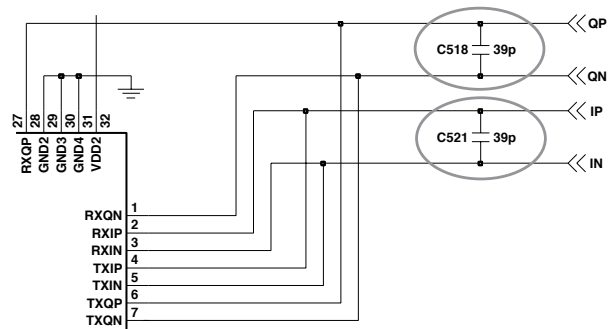 QP
C518 39p
QN
IP
C521 39p
IN
27 28 29 30 31 32
RXQP GND2 GND3 GND4 VDD2
RXQN 1
RXIP 2
RXIN 3
TXIP 4
TXIN 5
TXQP 6
TXQN 7